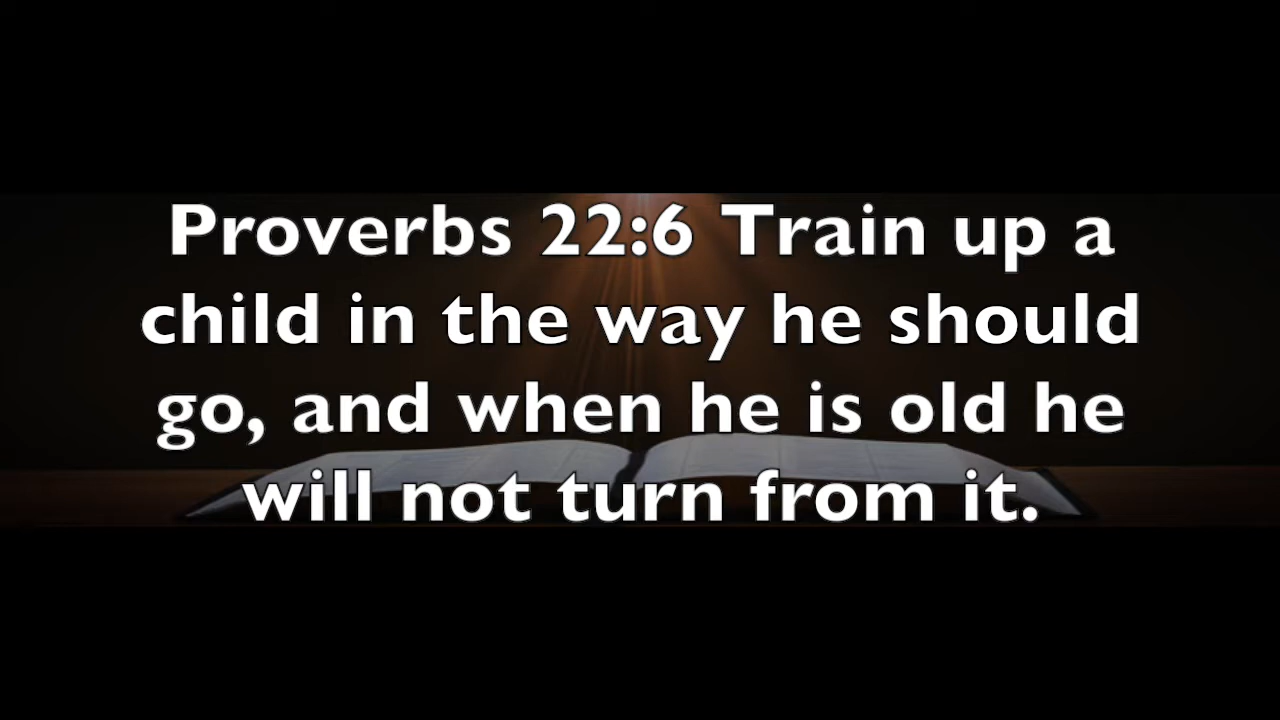 Proverbs 22:6 Train up a
child in the way he should
go, and when he is old he
will not turn from it.